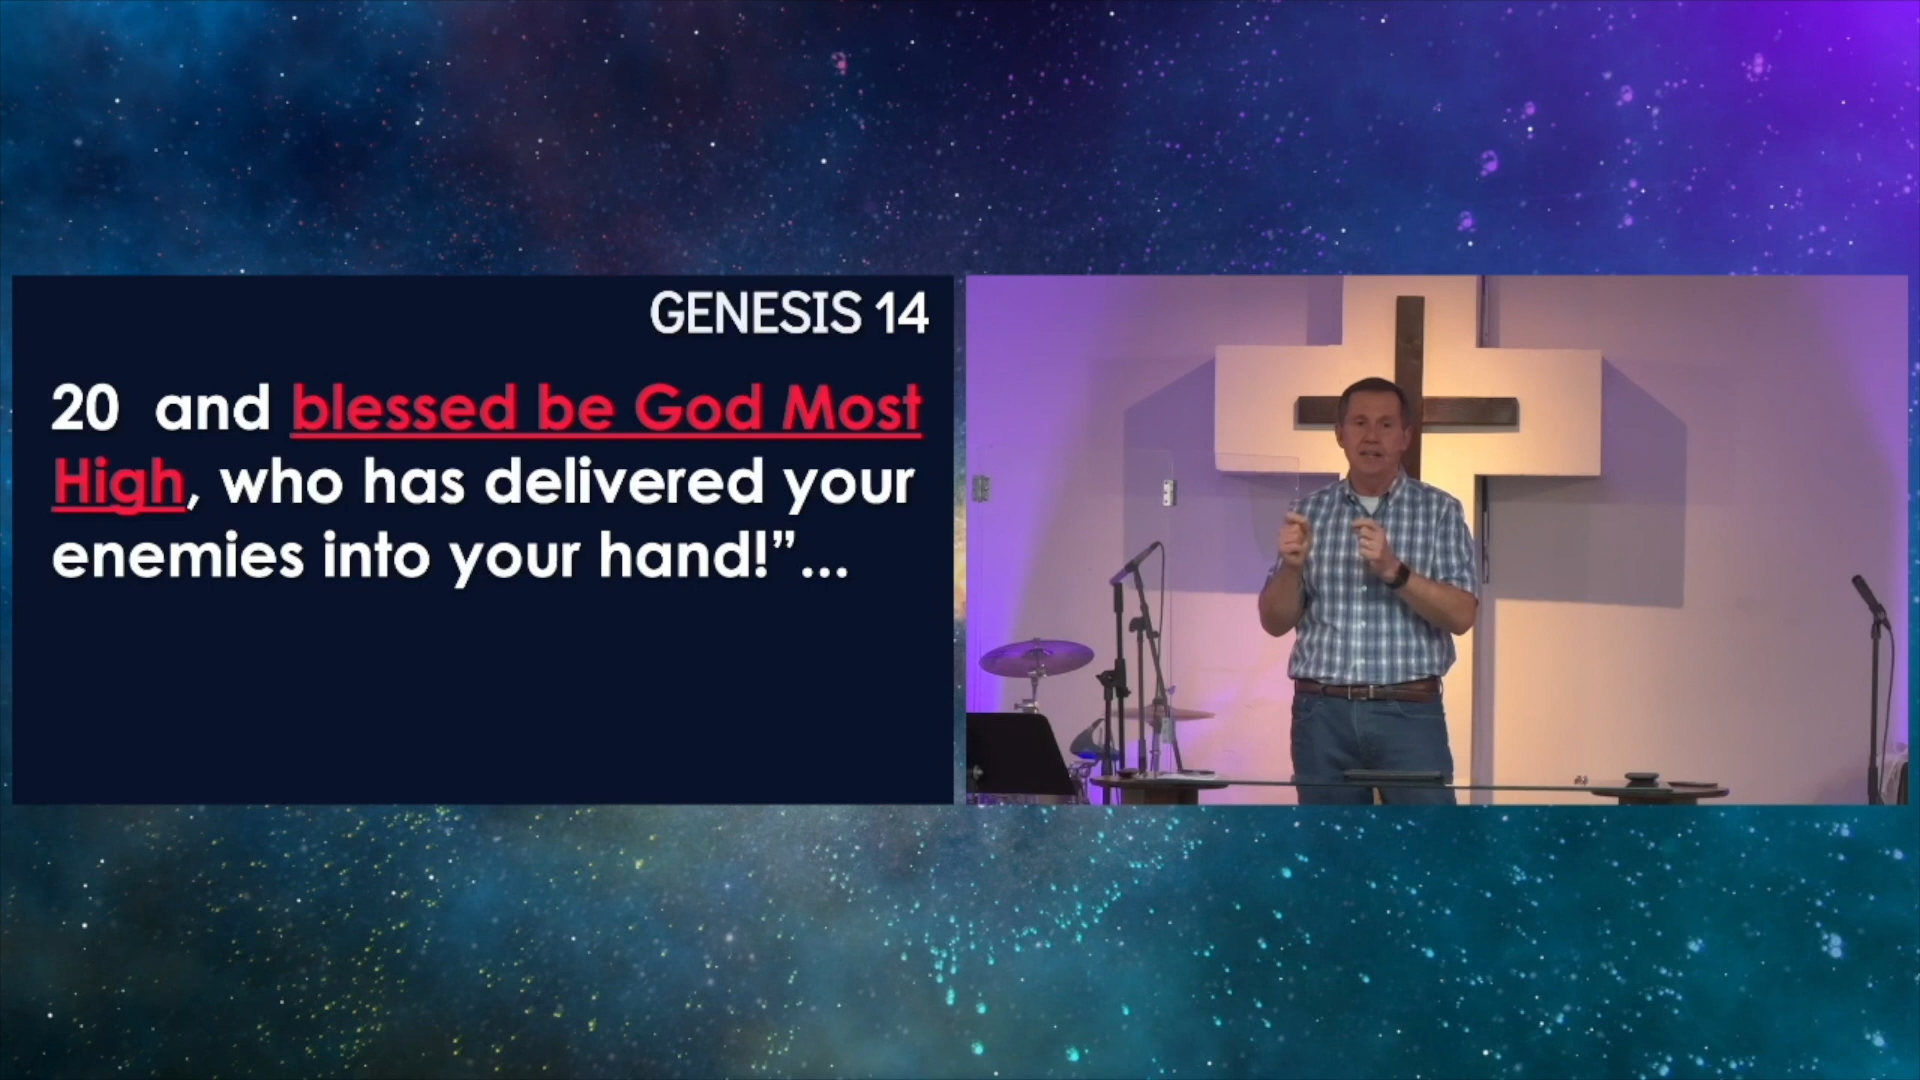 GENESIS 14
20 and blessed be God Most
High, who has delivered your
enemies into your hand!”...